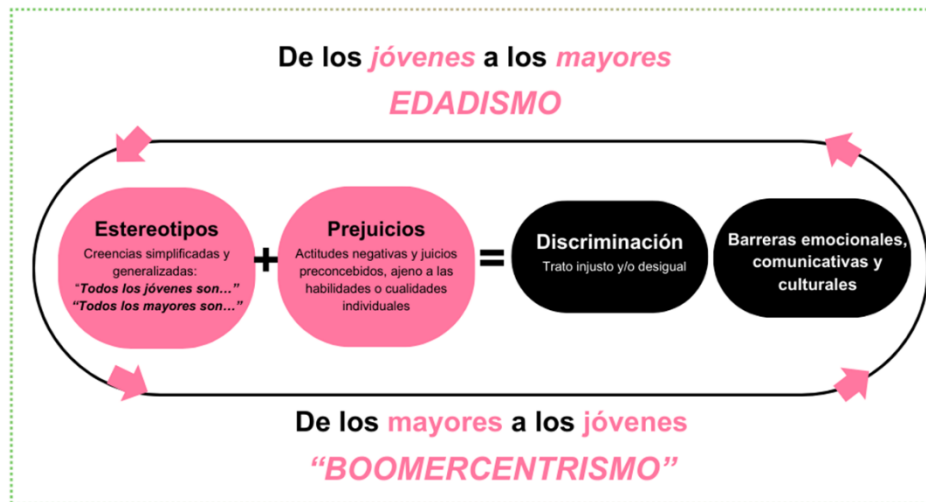 De los jóvenes a los mayores
EDADISMO
Estereotipos
Creencias simplificadas y
generalizadas:
“Todos los jóvenes son…”
“Todos los mayores son…”
+
Prejuicios
Actitudes negativas y juicios
preconcebidos, ajeno a las
habilidades o cualidades
individuales
=
Discriminación
Trato injusto y/o desigual
Barreras emocionales,
comunicativas y
culturales
De los mayores a los jóvenes
“BOOMERCENTRISMO”